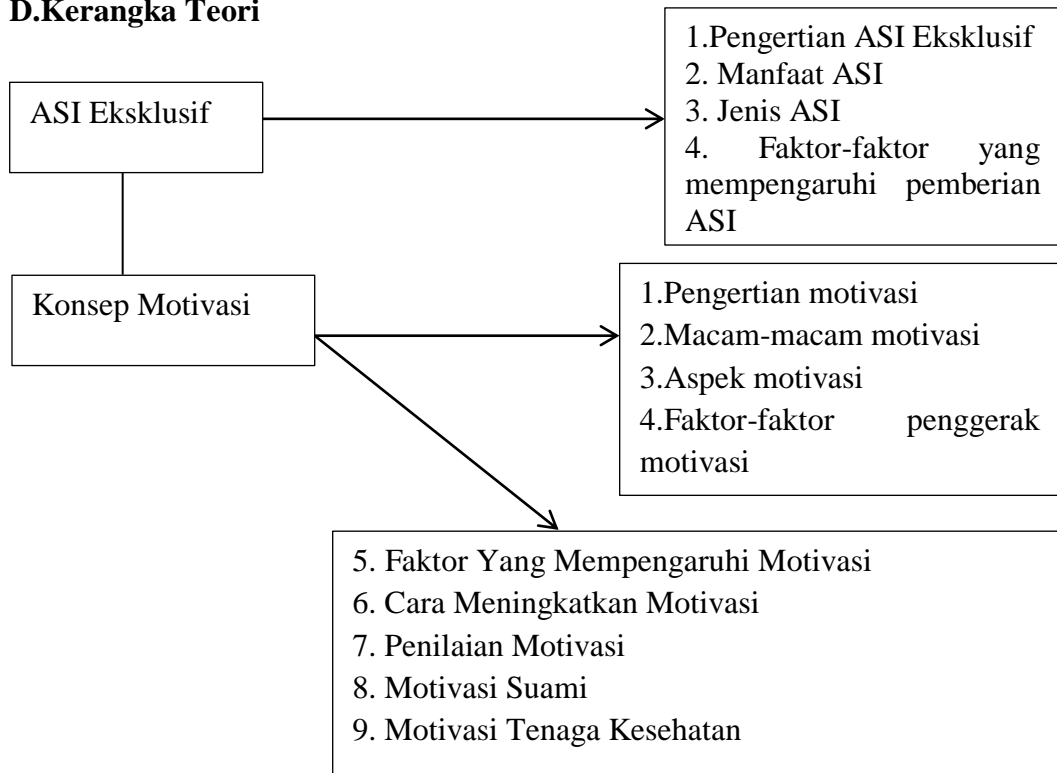 D.Kerangka Teori
ASI Eksklusif
1.Pengertian ASI Eksklusif
2. Manfaat ASI
3. Jenis ASI
4. Faktor-faktor yang
mempengaruhi pemberian
ASI
Konsep Motivasi
1.Pengertian motivasi
2.Macam-macam motivasi
3.Aspek motivasi
4.Faktor-faktor penggerak
motivasi
5. Faktor Yang Mempengaruhi Motivasi
6. Cara Meningkatkan Motivasi
7. Penilaian Motivasi
8. Motivasi Suami
9. Motivasi Tenaga Kesehatan